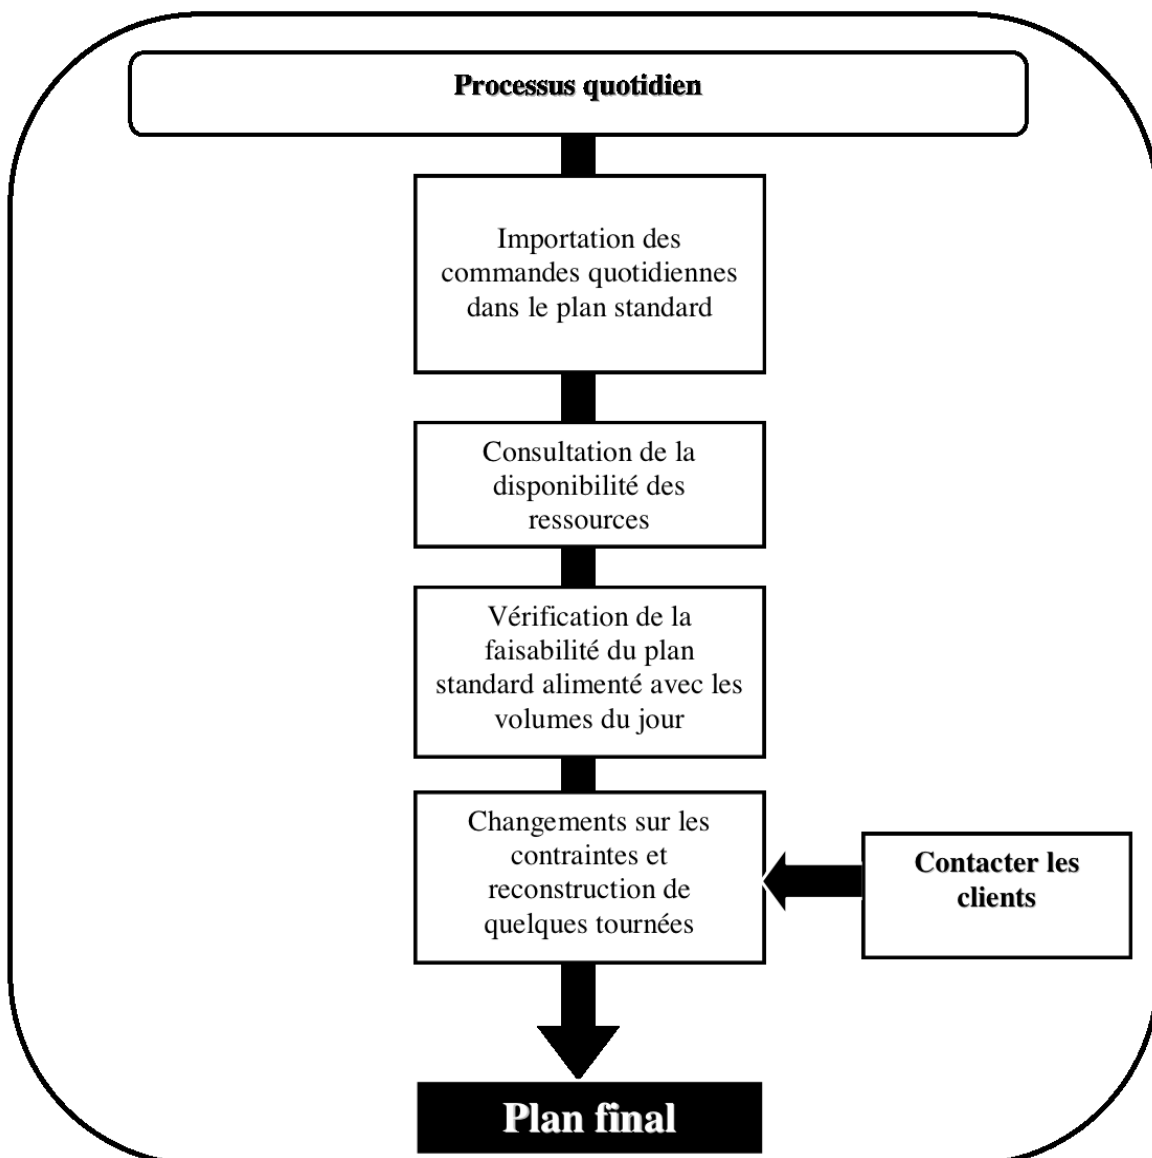 Processus quotidien
Importation des
commandes quotidiennes
dans le plan standard
Consultation de la
disponibilité des
ressources
Vérification de la
faisabilité du plan
standard alimenté avec les
volumes du jour
Changements sur les
contraintes et
reconstruction de
quelques tournées
Contacter les
clients
Plan final